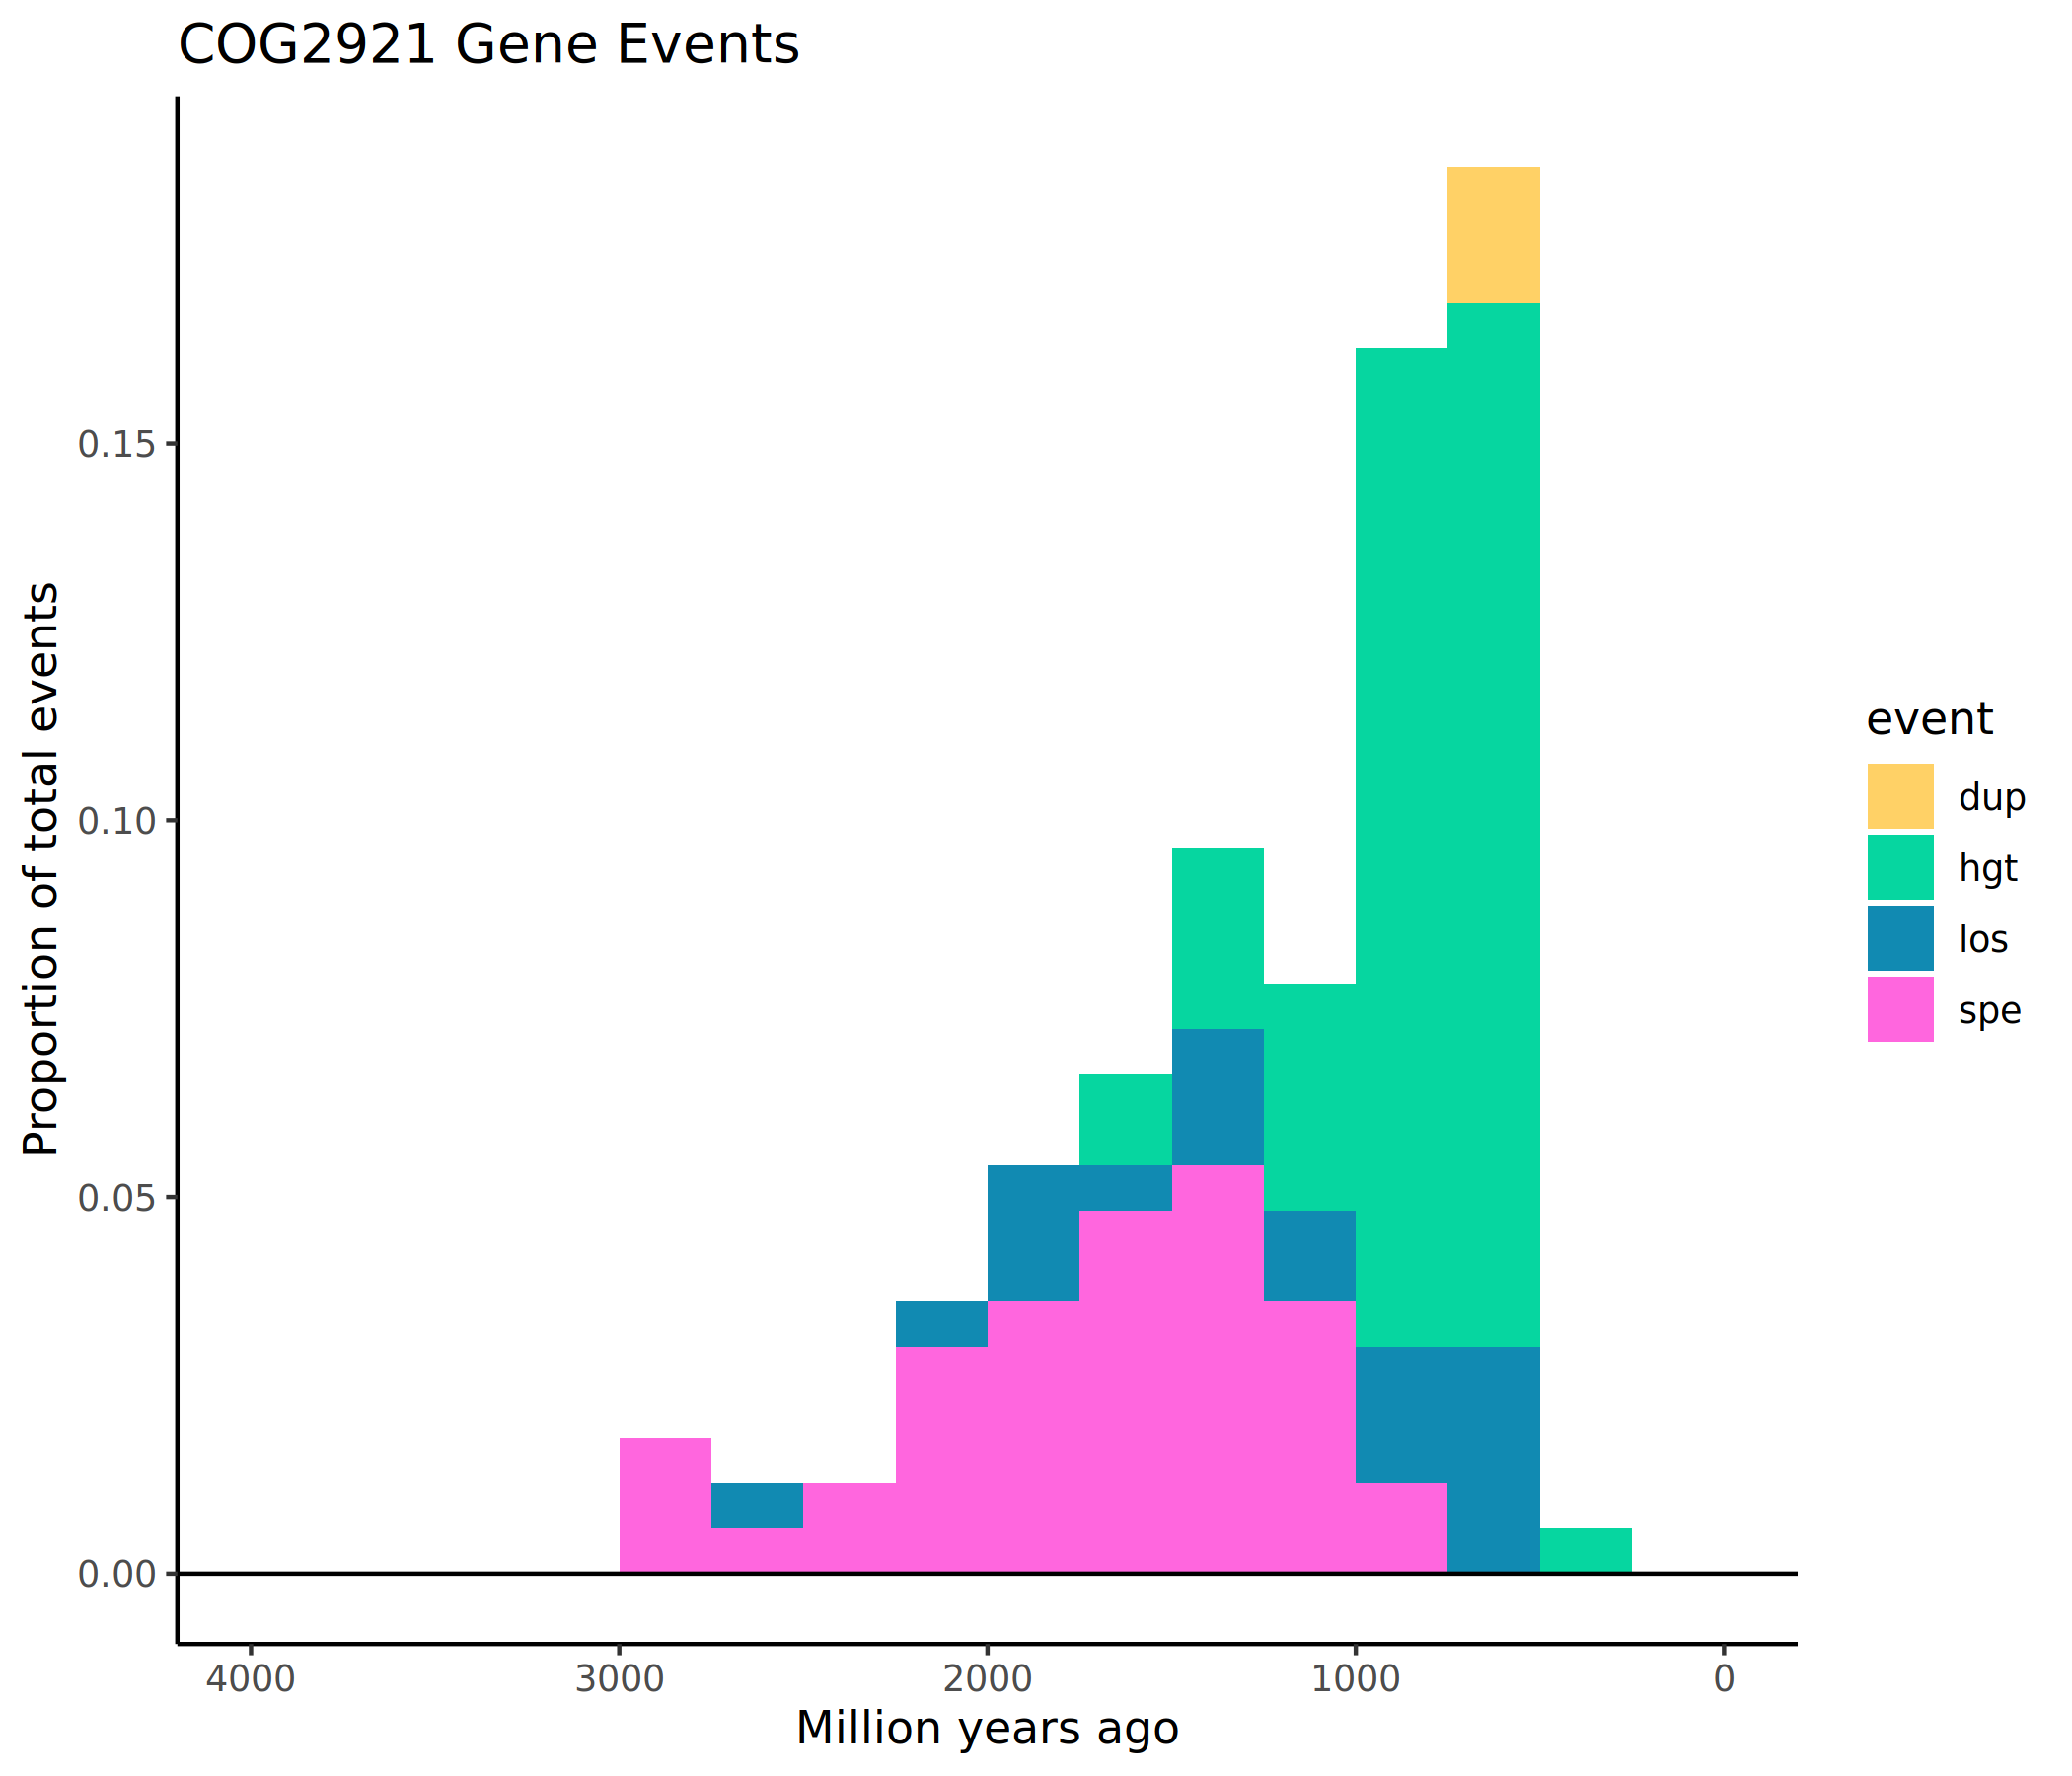 COG2921 Gene Events
Proportion of total events
0.15
0.10
0.05
0.00
4000 3000 2000 1000 0
Million years ago
event
dup
hgt
los
spe